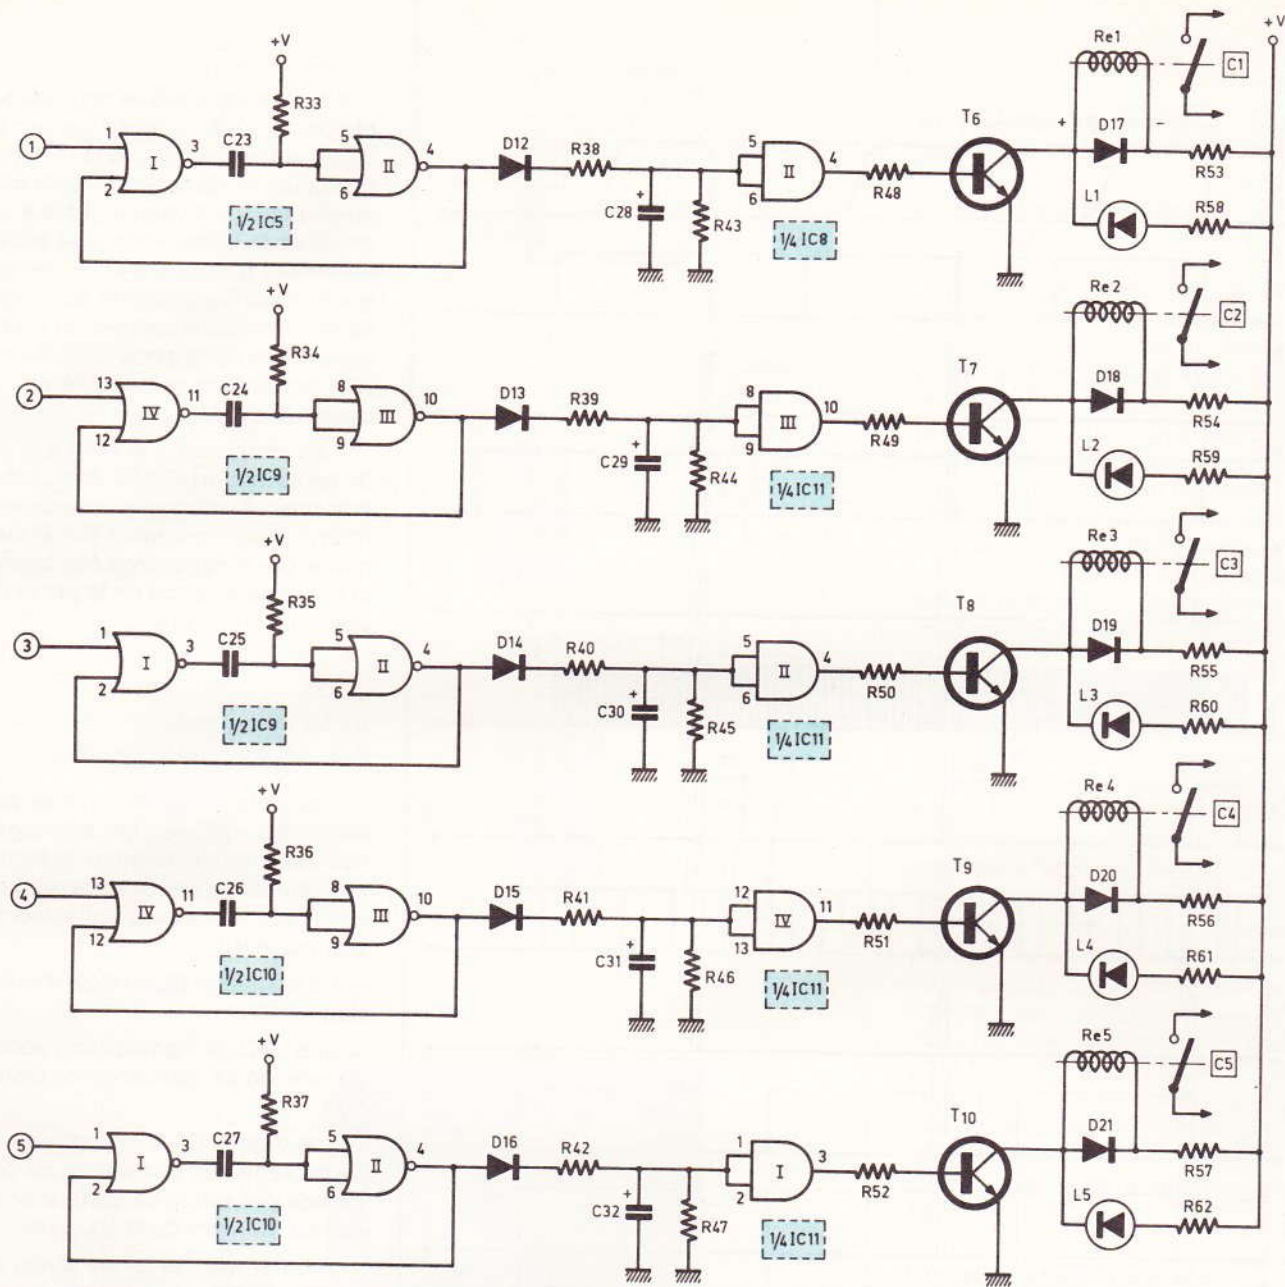 +V
R33
Re1
C1
+V
1
1
2
I
3
C23
5
6
II
4
D12
R38
C28
+
R43
5
6
II
4
R48
T6
+
D17
-
R53
L1
R58
1/2 IC5
1/4 IC8
+V
R34
Re2
C2
2
13
12
IV
11
C24
8
9
III
10
D13
R39
C29
+
R44
8
9
III
10
R49
T7
D18
R54
L2
R59
1/2 IC9
1/4 IC11
+V
R35
Re3
C3
3
1
2
I
3
C25
5
6
II
4
D14
R40
C30
+
R45
5
6
II
4
R50
T8
D19
R55
L3
R60
1/2 IC9
1/4 IC11
+V
R36
Re4
C4
4
13
12
IV
11
C26
8
9
III
10
D15
R41
C31
+
R46
12
13
IV
11
R51
T9
D20
R56
L4
R61
1/2 IC10
1/4 IC11
+V
R37
Re5
C5
5
1
2
I
3
C27
5
6
II
4
D16
R42
C32
+
R47
1
2
I
3
R52
T10
D21
R57
L5
R62
1/2 IC10
1/4 IC11